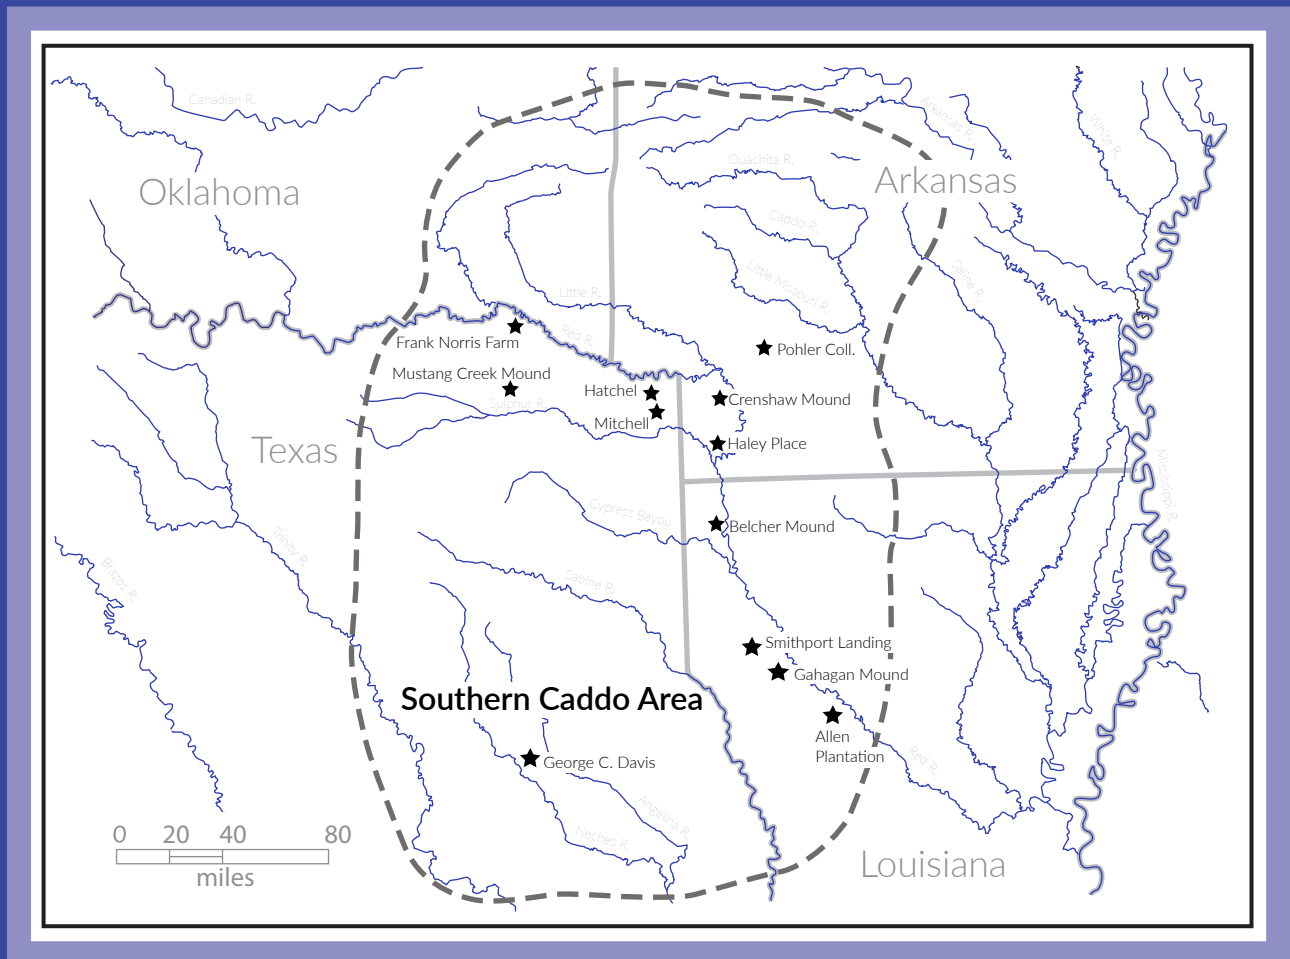 Canadian R.
Arkansas R.
White R.
Ouachita R.
Oklahoma
Arkansas
Caddo R.
Little Missouri R.
Saline R.
Little R.
Red R.
Frank Norris Farm
Pohler Coll.
Mustang Creek Mound
Hatchel
Crenshaw Mound
Sulphur R.
Mitchell
Haley Place
Texas
Mississippi R.
Cypress Bayou
Belcher Mound
Trinity R.
Brazos R.
Sabine R.
Smithport Landing
Gahagan Mound
Southern Caddo Area
Allen
Plantation
George C. Davis
Red R.
Angelina R.
Neches R.
0 20 40 80
miles
Louisiana